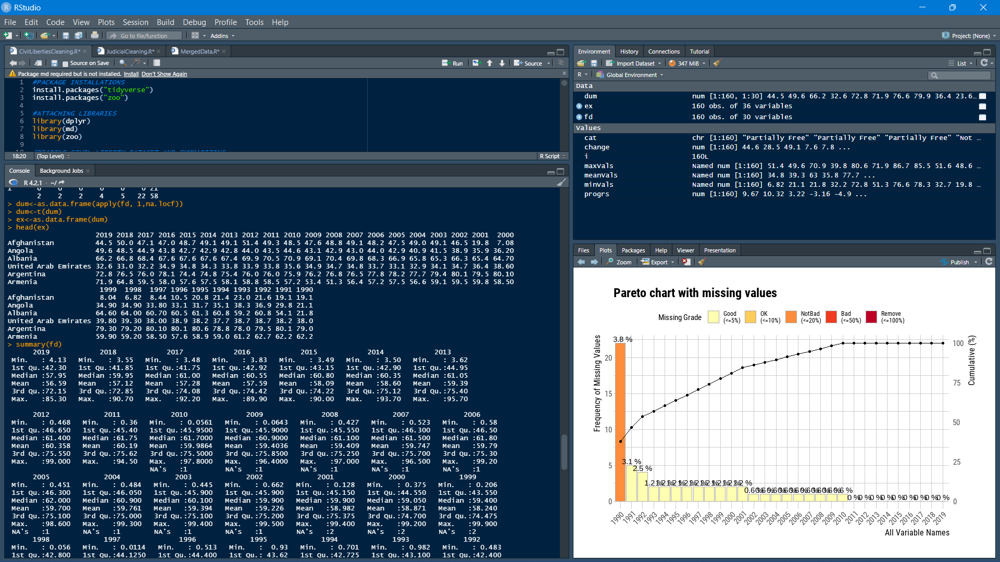 RStudio
File Edit Code View Plots Session Build Debug Profile Tools Help
Go to file/function Addins Project: (None)
CivilLibertiesCleaning.R* JudicialCleaning.R* MergedData.R*
Source on Save Run Source
Package md required but is not installed. Install Don't Show Again
1 #PACKAGE INSTALLATIONS
2 install.packages("tidyverse")
3 install.packages("zoo")
4
5 #ATTACHING LIBRARIES
6 library(dplyr)
7 library(md)
8 library(zoo)
9
18:20 (Top Level) R Script
Console Background Jobs
R 4.2.1 · ~/
2 2 2 4 5 22 58
> dum<-as.data.frame(apply(fd, 1,na.locf))
> dum<-t(dum)
> ex<-as.data.frame(dum)
> head(ex)
2019 2018 2017 2016 2015 2014 2013 2012 2011 2010 2009 2008 2007 2006 2005 2004 2003 2002 2001 2000
Afghanistan 44.5 50.0 47.1 47.0 48.7 49.1 49.1 51.4 49.3 48.5 47.6 48.8 49.1 48.2 47.5 49.0 49.1 46.5 19.8 7.08
Angola 49.6 48.5 44.9 43.8 42.7 42.9 42.8 44.0 43.5 44.6 43.1 42.9 43.0 44.0 42.9 40.9 41.5 38.9 35.9 36.20
Albania 66.2 66.8 68.4 67.6 67.6 67.6 67.4 69.9 70.5 70.9 69.1 70.4 69.8 68.3 66.9 65.8 65.3 66.3 65.4 64.70
United Arab Emirates 32.6 33.0 32.2 34.9 34.8 34.3 33.8 33.9 33.8 35.6 34.9 34.7 34.8 33.7 33.1 32.9 34.1 34.7 36.4 38.60
Argentina 72.8 76.5 76.0 78.1 74.4 74.8 75.4 76.0 76.0 75.9 76.2 76.8 76.5 77.8 78.2 77.7 79.4 80.1 79.5 80.10
Armenia 71.9 64.8 59.5 58.0 57.6 57.5 58.1 58.8 58.5 57.2 53.4 51.3 56.4 57.2 57.5 56.6 59.1 59.5 59.8 58.50
1999 1998 1997 1996 1995 1994 1993 1992 1991 1990
Afghanistan 8.04 6.82 8.44 10.5 20.8 21.4 23.0 21.6 19.1 19.1
Angola 34.90 34.90 33.80 33.1 31.7 35.1 38.3 36.9 29.8 21.1
Albania 64.60 64.00 60.70 60.5 61.3 60.8 59.2 60.8 54.1 21.8
United Arab Emirates 39.80 39.30 38.00 38.9 38.2 37.7 38.7 38.7 38.2 38.0
Argentina 79.30 79.20 80.10 80.1 80.6 78.8 78.0 79.5 80.1 79.0
Armenia 59.90 59.20 58.50 57.6 58.9 59.0 61.2 62.7 62.2 62.2
> summary(fd)
2019 2018 2017 2016 2015 2014 2013
Min. : 4.13 Min. : 3.55 Min. : 3.48 Min. : 3.83 Min. : 3.49 Min. : 3.50 Min. : 3.62
1st Qu.:42.30 1st Qu.:41.85 1st Qu.:41.75 1st Qu.:42.92 1st Qu.:43.15 1st Qu.:42.90 1st Qu.:44.95
Median :57.95 Median :59.95 Median :61.00 Median :60.55 Median :60.80 Median :60.35 Median :61.05
Mean :56.59 Mean :57.12 Mean :57.28 Mean :57.59 Mean :58.09 Mean :58.60 Mean :59.39
3rd Qu.:72.15 3rd Qu.:72.85 3rd Qu.:74.08 3rd Qu.:74.42 3rd Qu.:74.22 3rd Qu.:75.12 3rd Qu.:75.40
Max. :85.30 Max. :90.70 Max. :92.20 Max. :89.90 Max. :90.00 Max. :93.70 Max. :95.70
2012 2011 2010 2009 2008 2007 2006
Min. : 0.468 Min. : 0.36 Min. : 0.0561 Min. : 0.0643 Min. : 0.427 Min. : 0.523 Min. : 0.58
1st Qu.:46.650 1st Qu.:45.40 1st Qu.:45.9500 1st Qu.:45.9000 1st Qu.:45.550 1st Qu.:46.300 1st Qu.:46.50
Median :61.400 Median :61.75 Median :61.7000 Median :60.9000 Median :61.100 Median :61.500 Median :61.80
Mean :60.358 Mean :60.19 Mean :59.9864 Mean :59.4036 Mean :59.409 Mean :59.747 Mean :59.79
3rd Qu.:75.550 3rd Qu.:75.62 3rd Qu.:75.5000 3rd Qu.:75.8500 3rd Qu.:75.250 3rd Qu.:75.700 3rd Qu.:75.30
Max. :99.000 Max. :94.50 Max. :97.8000 Max. :96.4000 Max. :97.000 Max. :96.500 Max. :99.20
NA's :1 NA's :1 NA's :1 NA's :1 NA's :1
2005 2004 2003 2002 2001 2000 1999
Min. : 0.451 Min. : 0.484 Min. : 0.445 Min. : 0.662 Min. : 0.128 Min. : 0.375 Min. : 0.206
1st Qu.:46.300 1st Qu.:46.050 1st Qu.:45.900 1st Qu.:45.900 1st Qu.:45.150 1st Qu.:44.550 1st Qu.:43.550
Median :62.000 Median :60.900 Median :60.100 Median :59.900 Median :59.900 Median :59.050 Median :59.400
Mean :59.700 Mean :59.761 Mean :59.394 Mean :59.226 Mean :58.982 Mean :58.871 Mean :58.240
3rd Qu.:75.100 3rd Qu.:75.000 3rd Qu.:75.100 3rd Qu.:75.200 3rd Qu.:75.375 3rd Qu.:74.700 3rd Qu.:74.475
Max. :98.600 Max. :99.300 Max. :99.400 Max. :99.500 Max. :99.400 Max. :99.200 Max. :99.900
NA's :1 NA's :1 NA's :1 NA's :1 NA's :2 NA's :2 NA's :2
1998 1997 1996 1995 1994 1993 1992
Min. : 0.056 Min. : 0.0114 Min. : 0.513 Min. : 0.93 Min. : 0.701 Min. : 0.982 Min. : 0.483
1st Qu.:42.800 1st Qu.:44.1250 1st Qu.:44.400 1st Qu.: 43.62 1st Qu.:42.725 1st Qu.:43.100 1st Qu.:42.400
Environment History Connections Tutorial
Import Dataset 347 MiB List
R Global Environment
Data
dum num [1:160, 1:30] 44.5 49.6 66.2 32.6 72.8 71.9 76.6 79.9 36.4 23.6...
ex 160 obs. of 36 variables
fd 160 obs. of 30 variables
Values
cat chr [1:160] "Partially Free" "Partially Free" "Partially Free" "Not ...
change num [1:160] 44.6 28.5 49.1 7.6 7.8 ...
i 160L
maxVals Named num [1:160] 51.4 49.6 70.9 39.8 80.6 71.9 86.7 85.5 51.6 48.6 ...
meanVals Named num [1:160] 34.8 39.3 63 35.8 77.7 ...
minVals Named num [1:160] 6.82 21.1 21.8 32.2 72.8 51.3 76.6 78.3 32.7 19.8 ...
progrs num [1:160] 9.67 10.32 3.22 -3.16 -4.9 ...
Files Plots Packages Help Viewer Presentation
Zoom Export Publish
Pareto chart with missing values
Missing Grade Good (<=5%) OK (<=10%) NotBad (<=20%) Bad (<=50%) Remove (<=100%)
Frequency of Missing Values
20
15
10
5
0
3.8 %
3.1 %
2.5 %
1.2 % 1.2 % 1.2 % 1.2 % 1.2 % 1.2 % 1.2 % 1.2 % 1.2 %
0.6 % 0.6 % 0.6 % 0.6 % 0.6 % 0.6 % 0.6 % 0.6 % 0.6 %
0 % 0 % 0 % 0 % 0 % 0 % 0 % 0 % 0 %
100
75
50
25
0
Cumulative (%)
1990 1991 1992 1993 1994 1995 1996 1997 1998 1999 2000 2001 2002 2003 2004 2005 2006 2007 2008 2009 2010 2011 2012 2013 2014 2015 2016 2017 2018 2019
All Variable Names